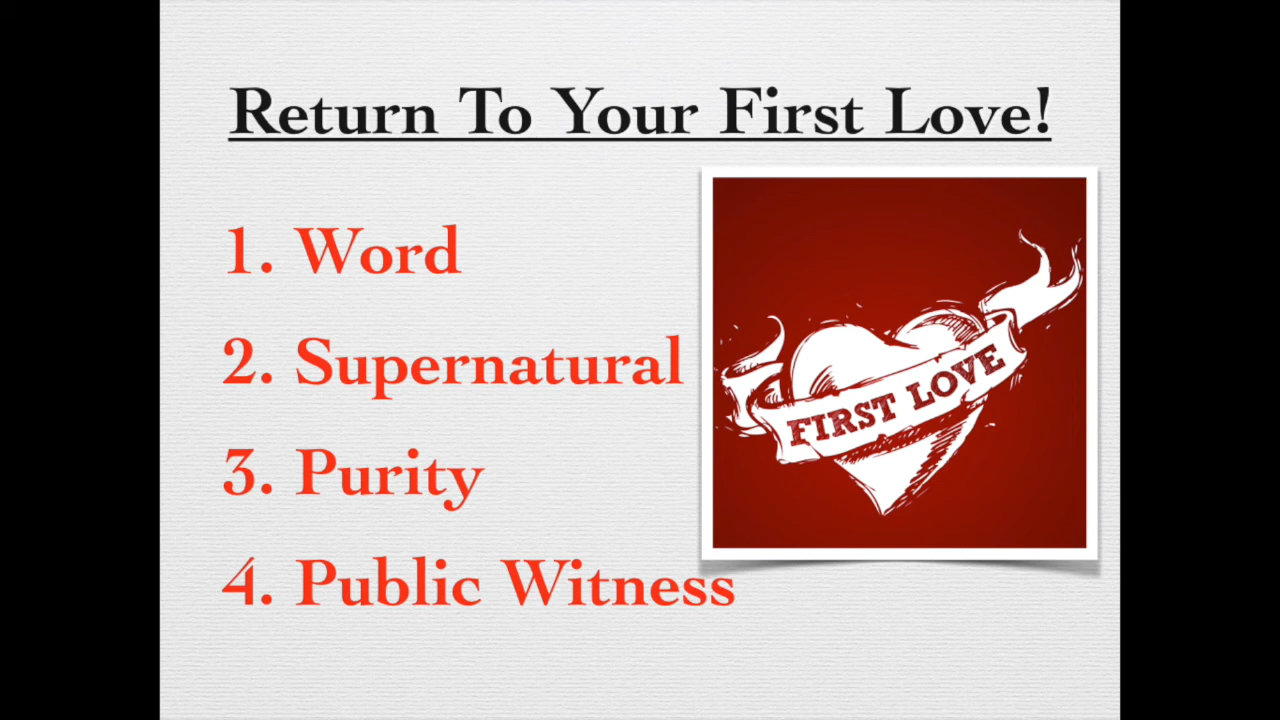 Return To Your First Love!
1. Word
2. Supernatural
3. Purity
4. Public Witness
FIRST LOVE